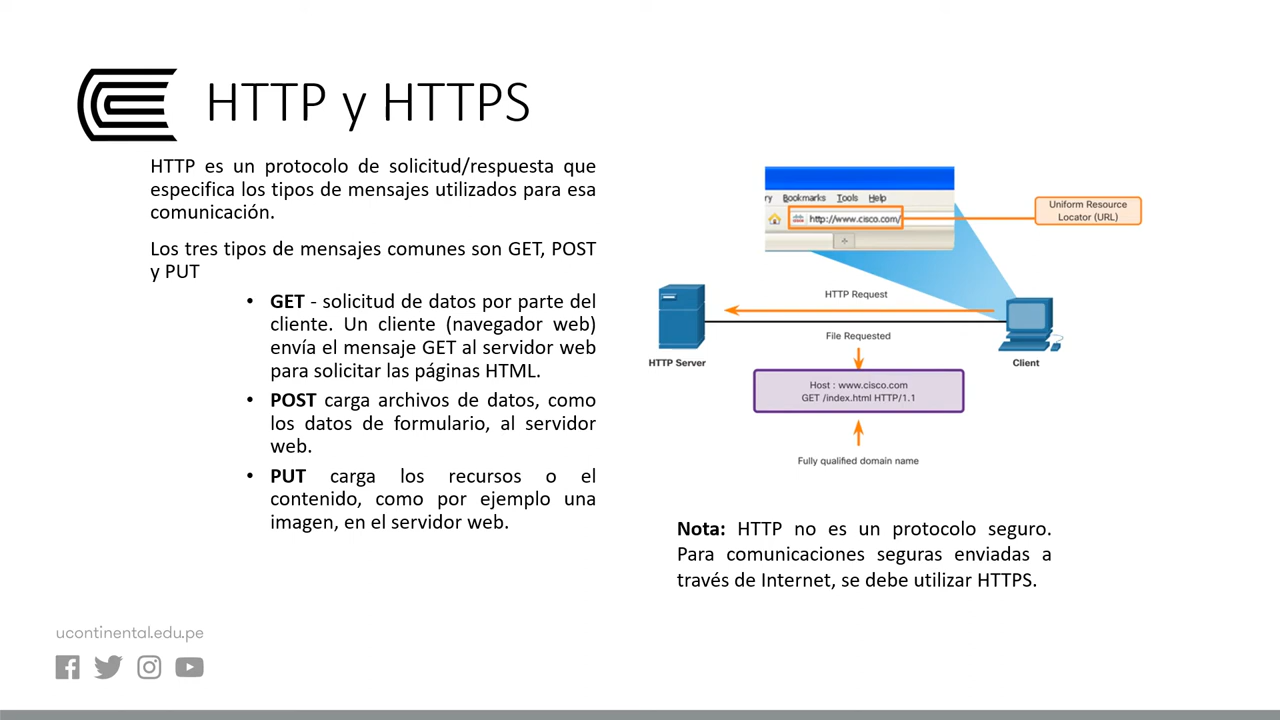 HTTP y HTTPS
HTTP es un protocolo de solicitud/respuesta que
especifica los tipos de mensajes utilizados para esa
comunicación.
Los tres tipos de mensajes comunes son GET, POST
y PUT
• GET - solicitud de datos por parte del
cliente. Un cliente (navegador web)
envía el mensaje GET al servidor web
para solicitar las páginas HTML.
• POST carga archivos de datos, como
los datos de formulario, al servidor
web.
• PUT carga los recursos o el
contenido, como por ejemplo una
imagen, en el servidor web.
ry Bookmarks Tools Help
http://www.cisco.com/
Uniform Resource
Locator (URL)
HTTP Request
File Requested
HTTP Server
Client
Host : www.cisco.com
GET /index.html HTTP/1.1
Fully qualified domain name
Nota: HTTP no es un protocolo seguro.
Para comunicaciones seguras enviadas a
través de Internet, se debe utilizar HTTPS.
ucontinental.edu.pe